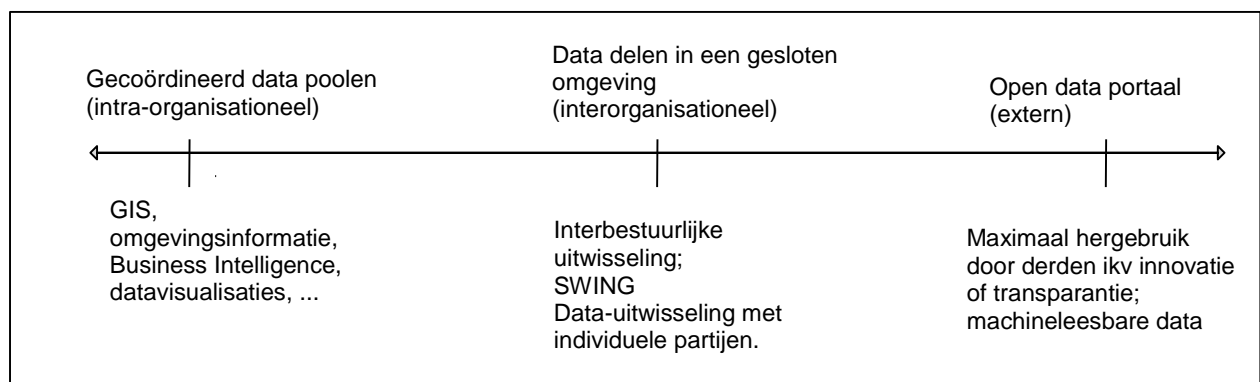 Gecoördineerd data poolen
(intra-organisationeel)
Data delen in een gesloten
omgeving
(interorganisationeel)
Open data portaal
(extern)
GIS,
omgevingsinformatie,
Business Intelligence,
datavisualisaties, ...
Interbestuurlijke
uitwisseling;
SWING
Data-uitwisseling met
individuele partijen.
Maximaal hergebruik
door derden ikv innovatie
of transparantie;
machineleesbare data